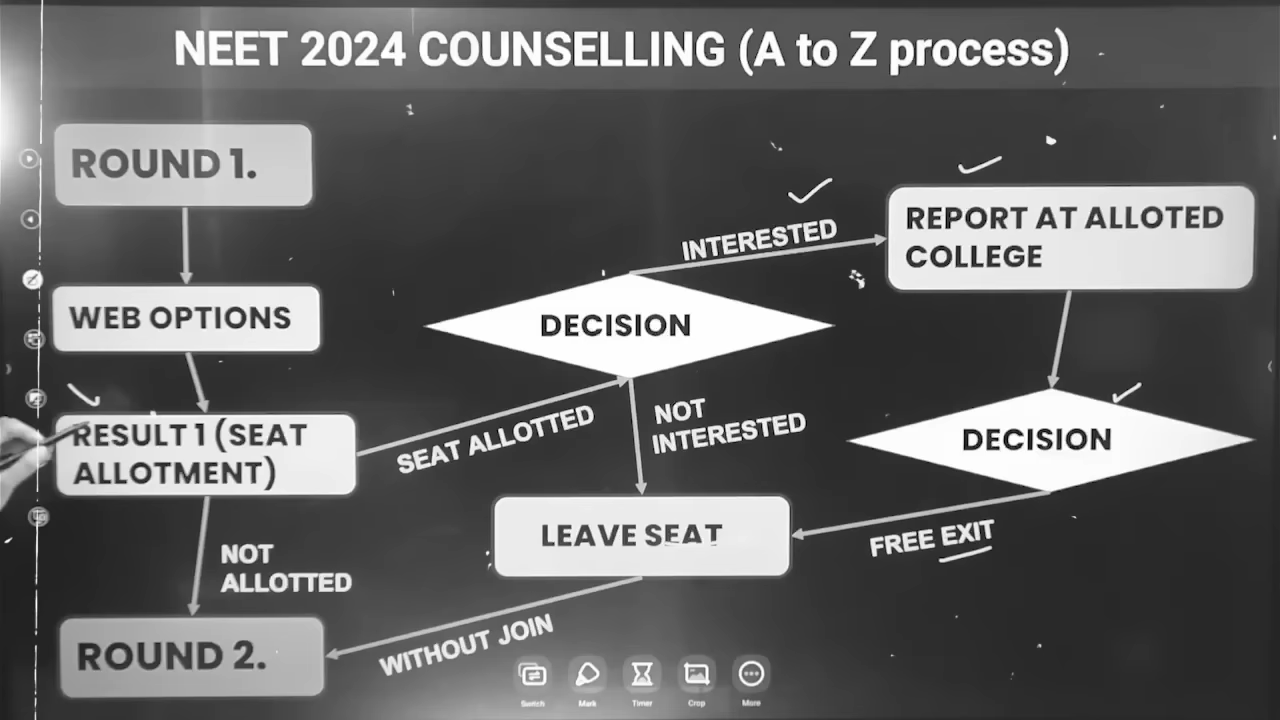 NEET 2024 COUNSELLING (A to Z process)
ROUND 1.
WEB OPTIONS
RESULT 1 (SEAT
ALLOTMENT)
NOT
ALLOTTED
ROUND 2.
SEAT ALLOTTED
DECISION
INTERESTED
NOT
INTERESTED
REPORT AT ALLOTED
COLLEGE
DECISION
FREE EXIT
LEAVE SEAT
WITHOUT JOIN
Switch
Mark
Timer
Crop
More